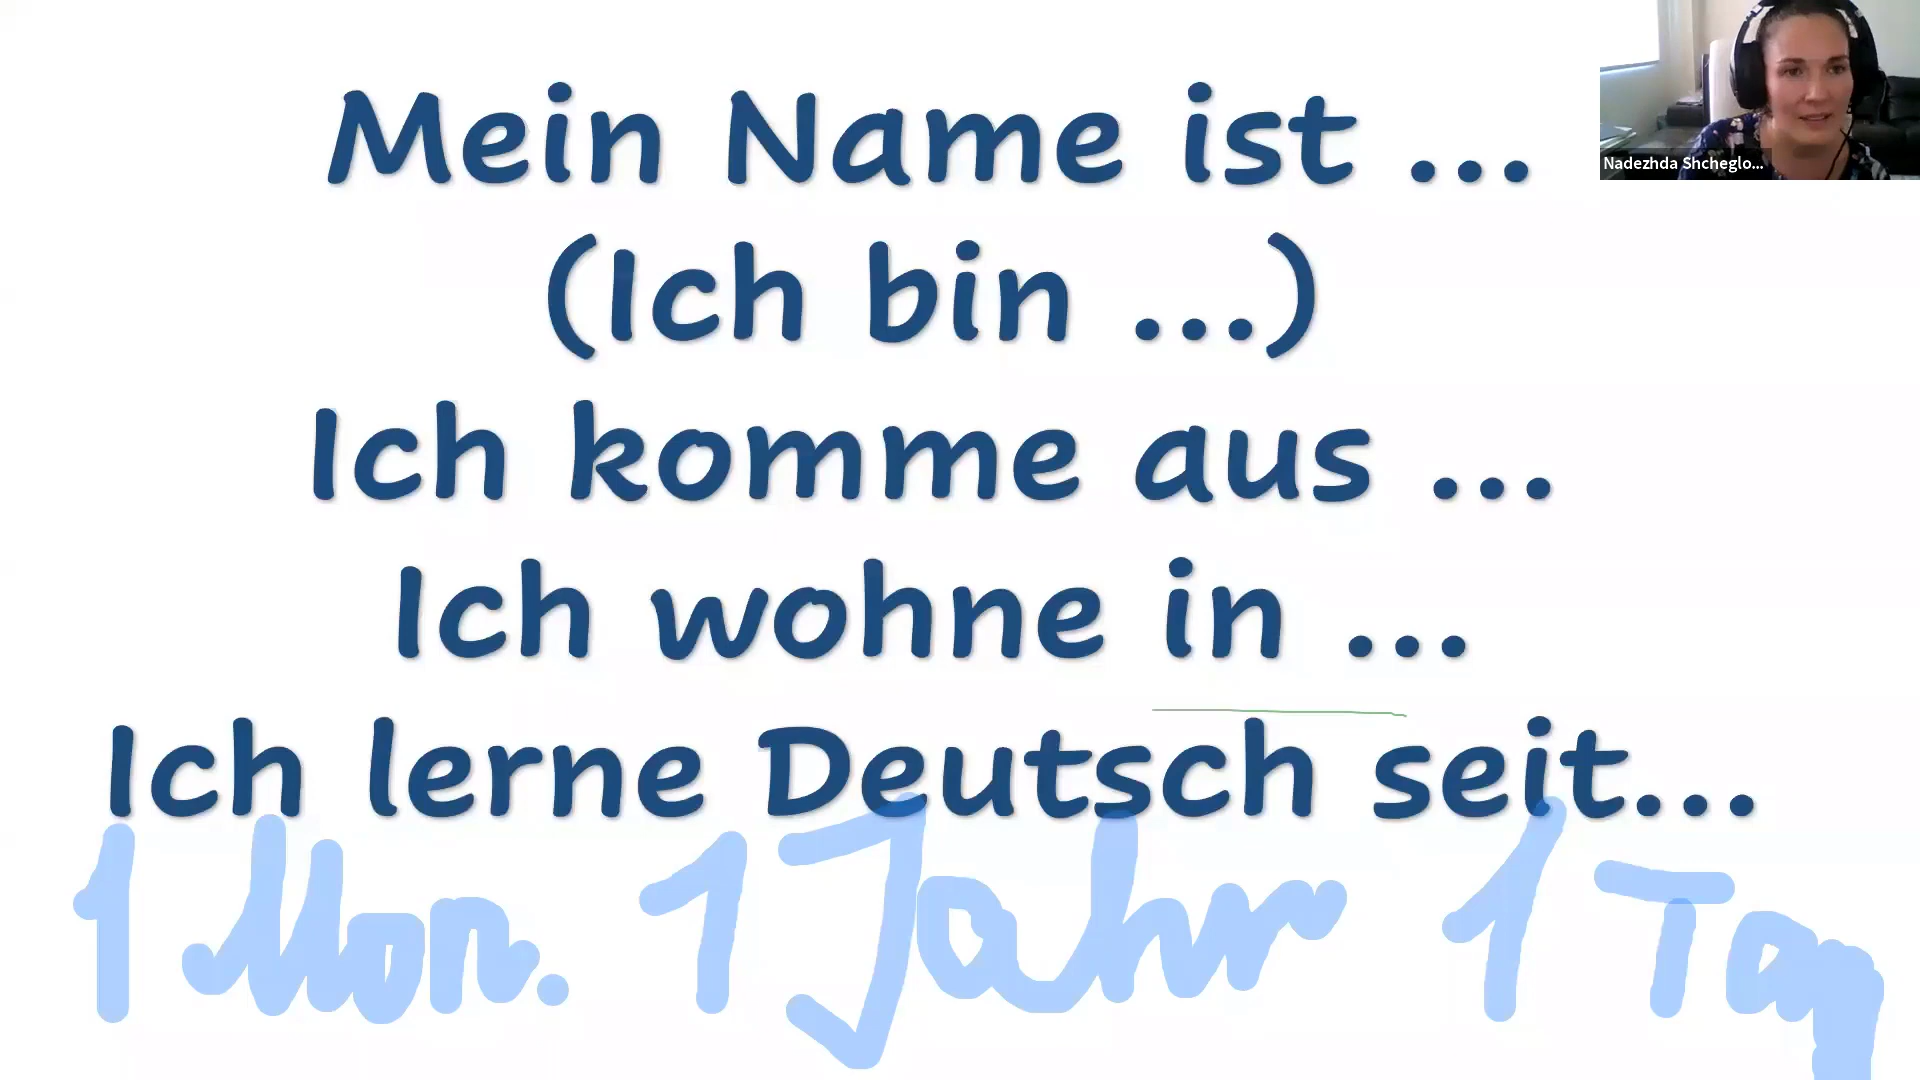 Mein Name ist ...
Nadezhda Shcheglo...
(Ich bin ...)
Ich komme aus ...
Ich wohne in ...
Ich lerne Deutsch seit...
1 Mon. 1 Jahr 1 Tag